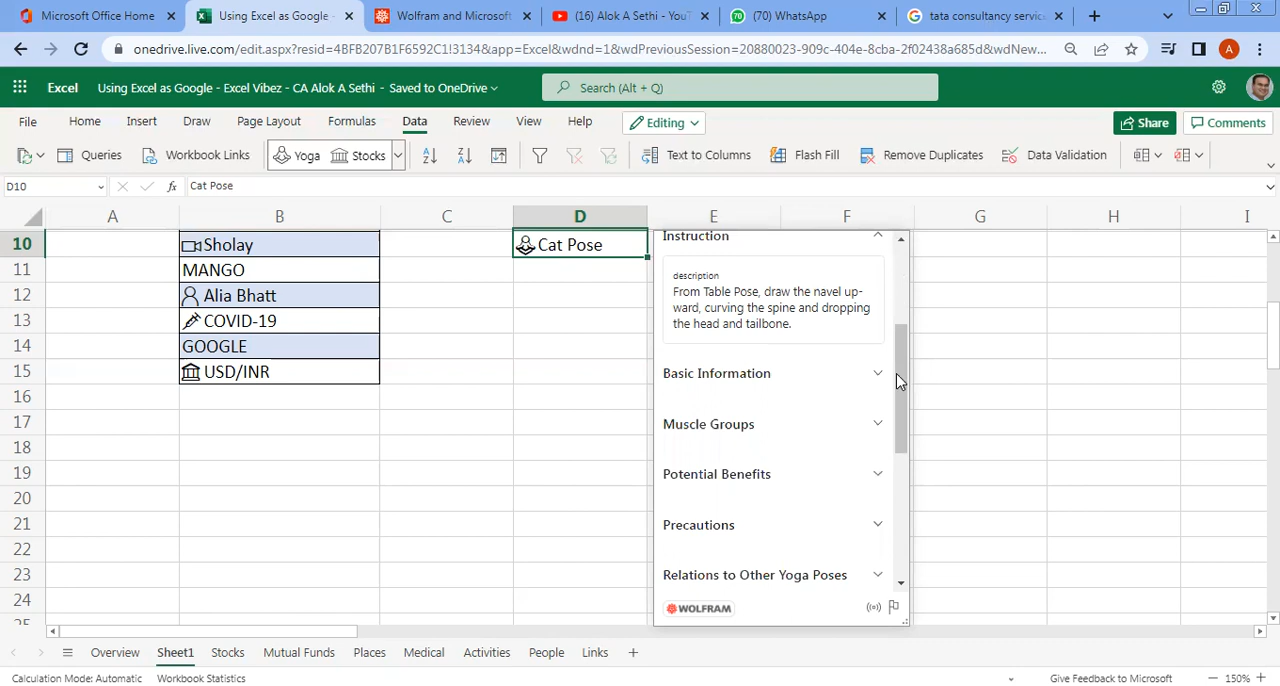 Microsoft Office Home
Using Excel as Google -
Wolfram and Microsoft
(16) Alok A Sethi - YouT
(70) WhatsApp
tata consultancy servic
onedrive.live.com/edit.aspx?resid=4BFB207B1F6592C1!3134&app=Excel&wdnd=1&wdPreviousSession=20880023-909c-404e-8cba-2f02438a685d&wdNew...
A
Excel
Using Excel as Google - Excel Vibez - CA Alok A Sethi - Saved to OneDrive
Search (Alt + Q)
File
Home
Insert
Draw
Page Layout
Formulas
Data
Review
View
Help
Editing
Share
Comments
Queries
Workbook Links
Yoga
Stocks
Text to Columns
Flash Fill
Remove Duplicates
Data Validation
D10
fx
Cat Pose
A B C D E F G H I
10 Sholay Cat Pose
11 MANGO
12 Alia Bhatt
13 COVID-19
14 GOOGLE
15 USD/INR
16
17
18
19
20
21
22
23
24
25
Instruction
description
From Table Pose, draw the navel up-
ward, curving the spine and dropping
the head and tailbone.
Basic Information
Muscle Groups
Potential Benefits
Precautions
Relations to Other Yoga Poses
WOLFRAM
Overview
Sheet1
Stocks
Mutual Funds
Places
Medical
Activities
People
Links
Calculation Mode: Automatic
Workbook Statistics
Give Feedback to Microsoft
150%